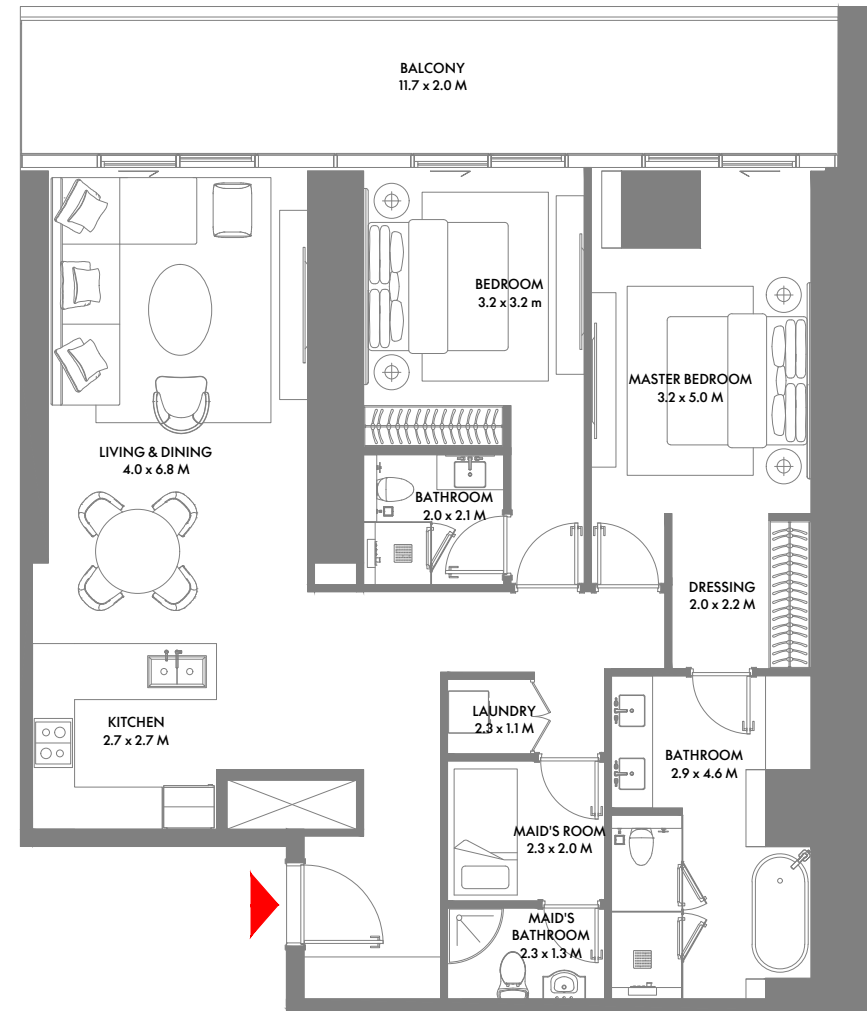 BALCONY
11.7 x 2.0 M
BEDROOM
3.2 x 3.2 m
MASTER BEDROOM
3.2 x 5.0 M
LIVING & DINING
4.0 x 6.8 M
BATHROOM
2.0 x 2.1 M
DRESSING
2.0 x 2.2 M
KITCHEN
2.7 x 2.7 M
LAUNDRY
2.3 x 1.1 M
BATHROOM
2.9 x 4.6 M
MAID'S ROOM
2.3 x 2.0 M
MAID'S
BATHROOM
2.3 x 1.3 M